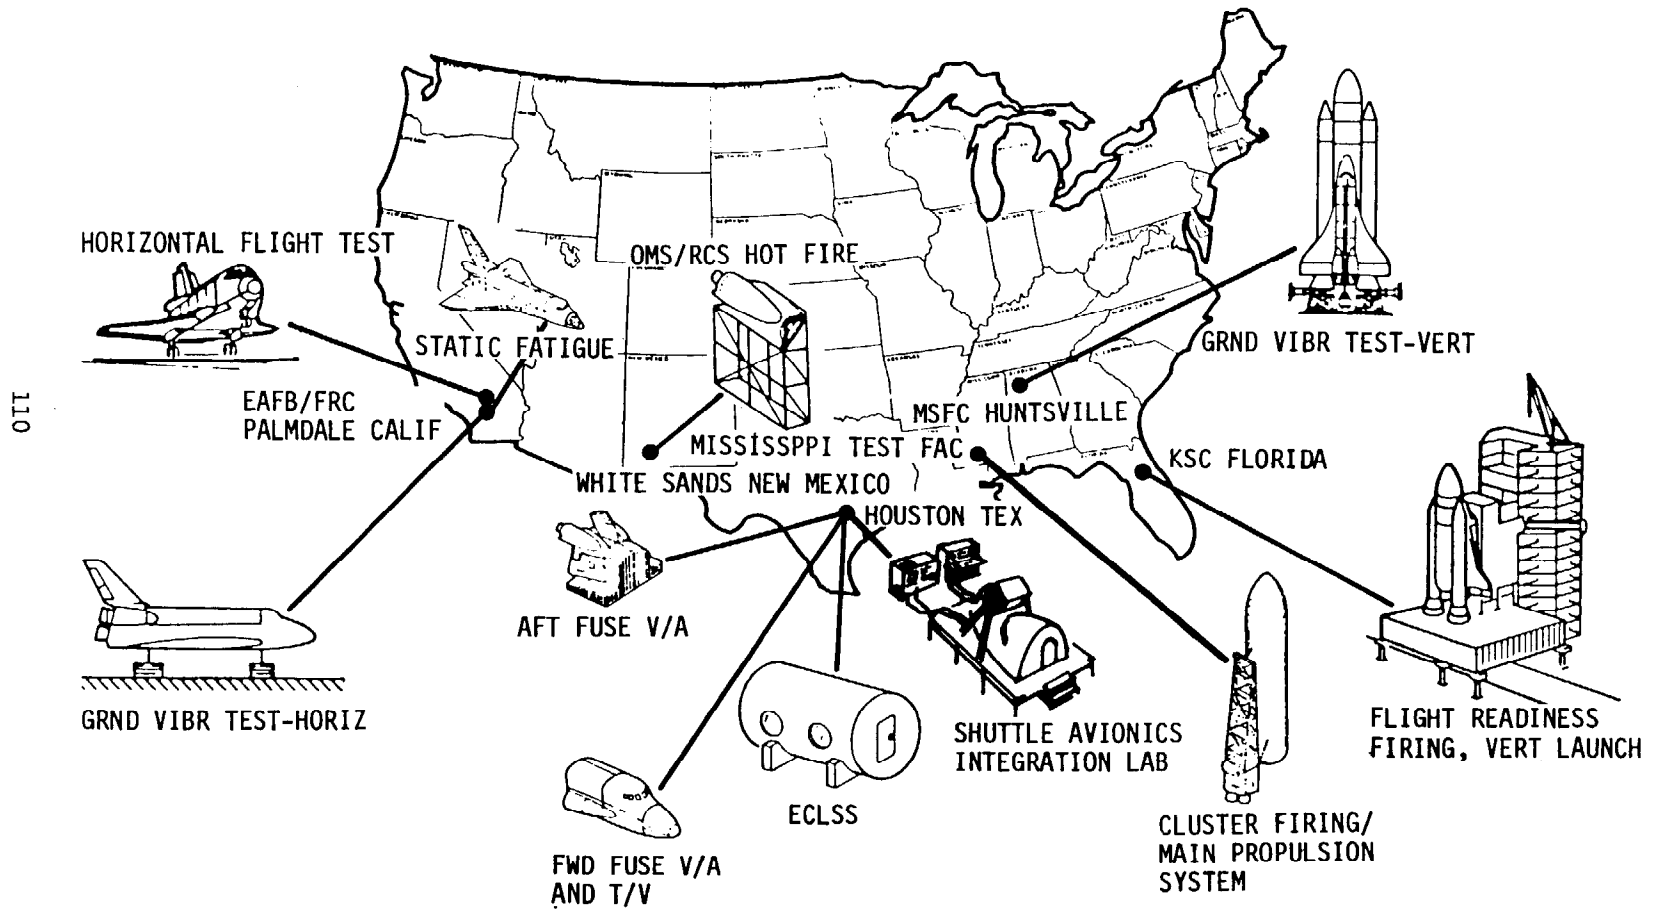 HORIZONTAL FLIGHT TEST
OMS/RCS HOT FIRE
STATIC FATIGUE
GRND VIBR TEST-VERT
EAFB/FRC
PALMDALE CALIF
110
MSFC HUNTSVILLE
MISSISSPPI TEST FAC
KSC FLORIDA
WHITE SANDS NEW MEXICO
HOUSTON TEX
AFT FUSE V/A
GRND VIBR TEST-HORIZ
SHUTTLE AVIONICS
INTEGRATION LAB
FLIGHT READINESS
FIRING, VERT LAUNCH
ECLSS
CLUSTER FIRING/
MAIN PROPULSION
SYSTEM
FWD FUSE V/A
AND T/V